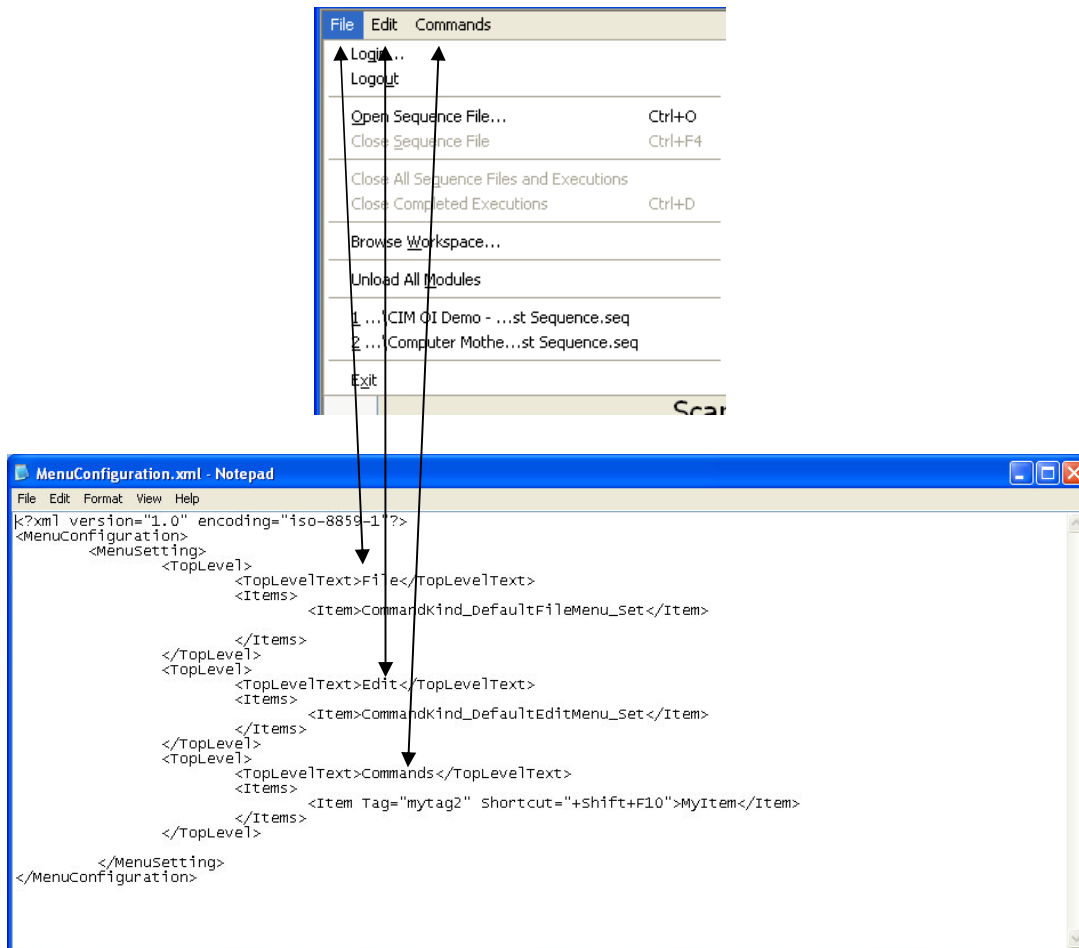 File Edit Commands
Login...
Logout
Open Sequence File... Ctrl+O
Close Sequence File Ctrl+F4
Close All Sequence Files and Executions
Close Completed Executions Ctrl+D
Browse Workspace...
Unload All Modules
1 ...\CIM OI Demo - ...st Sequence.seq
2 ...\Computer Mothe...st Sequence.seq
Exit
MenuConfiguration.xml - Notepad
File Edit Format View Help
<?xml version="1.0" encoding="iso-8859-1"?>
<MenuConfiguration>
<MenuSetting>
<TopLevel>
<TopLevelText>File</TopLevelText>
<Items>
<Item>CommandKind_DefaultFileMenu_Set</Item>
</Items>
</TopLevel>
<TopLevel>
<TopLevelText>Edit</TopLevelText>
<Items>
<Item>CommandKind_DefaultEditMenu_Set</Item>
</Items>
</TopLevel>
<TopLevel>
<TopLevelText>Commands</TopLevelText>
<Items>
<Item Tag="mytag2" Shortcut="+Shift+F10">MyItem</Item>
</Items>
</TopLevel>
</MenuSetting>
</MenuConfiguration>